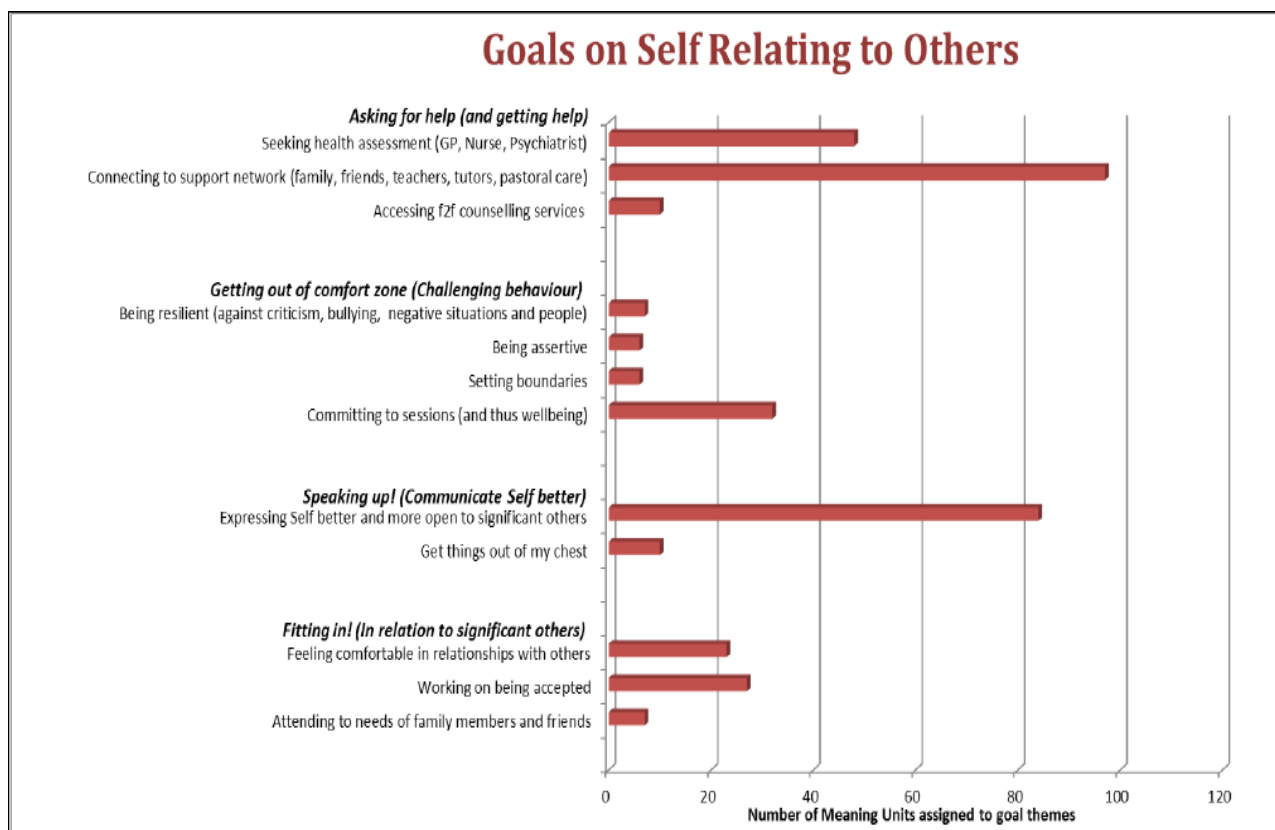 Goals on Self Relating to Others
Asking for help (and getting help)
Seeking health assessment (GP, Nurse, Psychiatrist)
Connecting to support network (family, friends, teachers, tutors, pastoral care)
Accessing f2f counselling services
Getting out of comfort zone (Challenging behaviour)
Being resilient (against criticism, bullying, negative situations and people)
Being assertive
Setting boundaries
Committing to sessions (and thus wellbeing)
Speaking up! (Communicate Self better)
Expressing Self better and more open to significant others
Get things out of my chest
Fitting in! (In relation to significant others)
Feeling comfortable in relationships with others
Working on being accepted
Attending to needs of family members and friends
0 20 40 60 80 100 120
Number of Meaning Units assigned to goal themes